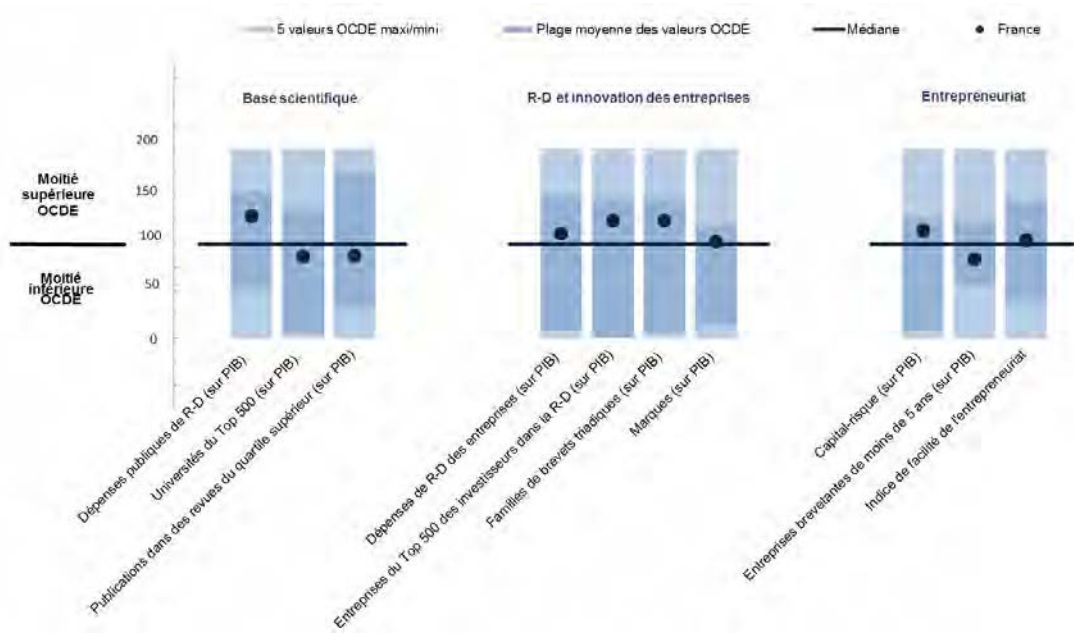 5 valeurs OCDE maxi/mini Plage moyenne des valeurs OCDE Médiane France
Base scientifique R-D et innovation des entreprises Entrepreneuriat
200
150
100
50
0
Moitié
supérieure
OCDE
Moitié
inférieure
OCDE
Dépenses publiques de R-D (sur PIB)
Universités du Top 500 (sur PIB)
Publications dans des revues du quartile supérieur (sur PIB)
Dépenses de R-D des entreprises (sur PIB)
Entreprises du Top 500 des investisseurs dans la R-D (sur PIB)
Familles de brevets triadiques (sur PIB)
Marques (sur PIB)
Capital-risque (sur PIB)
Entreprises brevetantes de moins de 5 ans (sur PIB)
Indice de facilité de l'entrepreneuriat